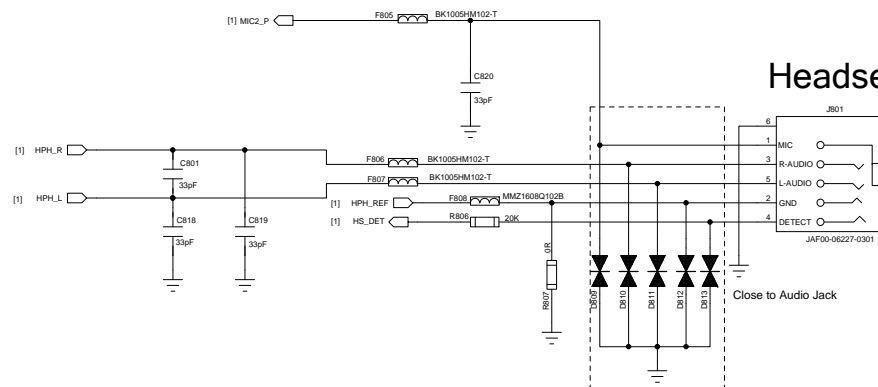 [1] MIC2_P
F805
BK1005HM102-T
C820
33pF
Headse
J801
6
1
MIC
[1] HPH_R
C801
33pF
F806
BK1005HM102-T
3
R-AUDIO
F807
BK1005HM102-T
5
L-AUDIO
[1] HPH_L
[1] HPH_REF
F808
MMZ1608Q102B
2
GND
C818
33pF
C819
33pF
[1] HS_DET
R806
20K
4
DETECT
JAF00-06227-0301
0R
R807
D809
D810
D811
D812
D813
Close to Audio Jack